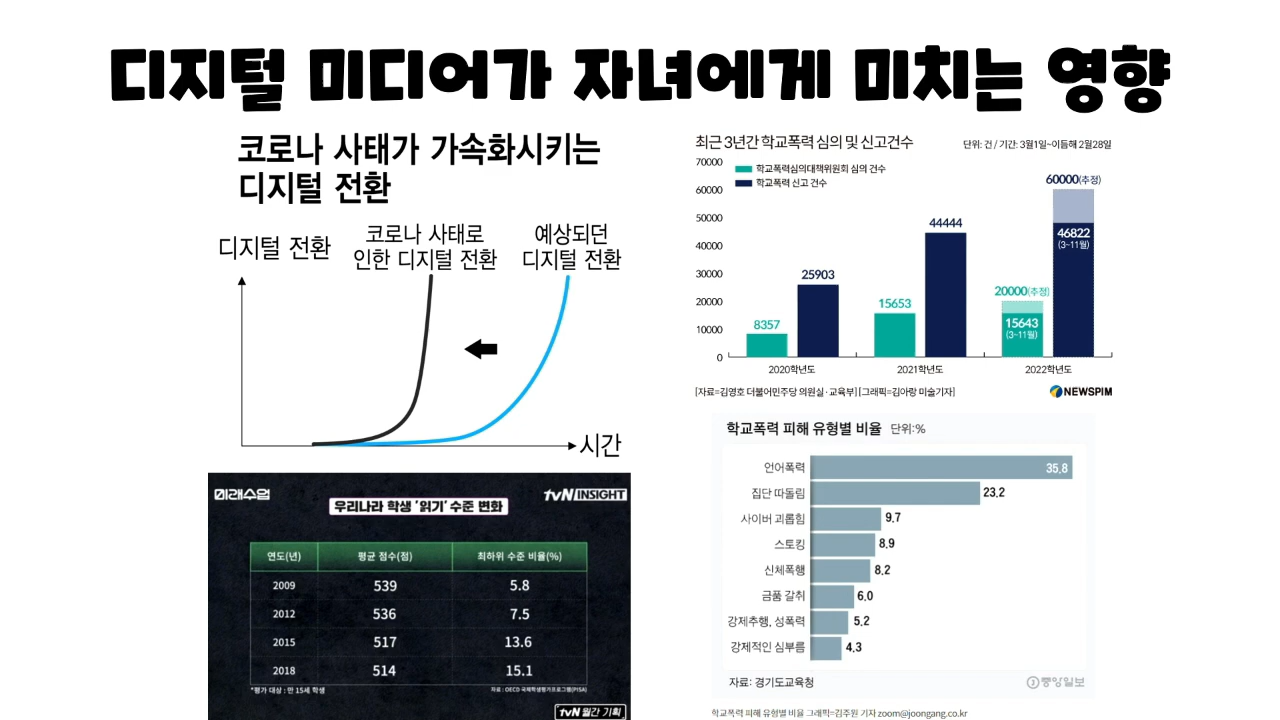 디지털 미디어가 자녀에게 미치는 영향
코로나 사태가 가속화시키는
디지털 전환
디지털 전환
코로나 사태로
인한 디지털 전환
예상되던
디지털 전환
시간
최근 3년간 학교폭력 심의 및 신고건수
단위: 건 / 기간: 3월1일~이듬해 2월28일
학교폭력심의대책위원회 심의 건수
학교폭력 신고 건수
70000
60000
50000
40000
30000
20000
10000
0
8357
25903
15653
44444
20000(추정)
15643
(3~11월)
60000(추정)
46822
(3~11월)
2020학년도
2021학년도
2022학년도
[자료=김영호 더불어민주당 의원실·교육부] [그래픽=김아랑 미술기자]
NEWSPIM
미래수업
tvN INSIGHT
우리나라 학생 '읽기' 수준 변화
연도(년) 평균 점수(점) 최하위 수준 비율(%)
2009 539 5.8
2012 536 7.5
2015 517 13.6
2018 514 15.1
*평가 대상 : 만 15세 학생
자료 : OECD 국제학생평가프로그램(PISA)
tvN 월간 기획
학교폭력 피해 유형별 비율 단위:%
언어폭력 35.8
집단 따돌림 23.2
사이버 괴롭힘 9.7
스토킹 8.9
신체폭행 8.2
금품 갈취 6.0
강제추행, 성폭력 5.2
강제적인 심부름 4.3
자료: 경기도교육청
중앙일보
학교폭력 피해 유형별 비율 그래픽=김주원 기자 zoom@joongang.co.kr